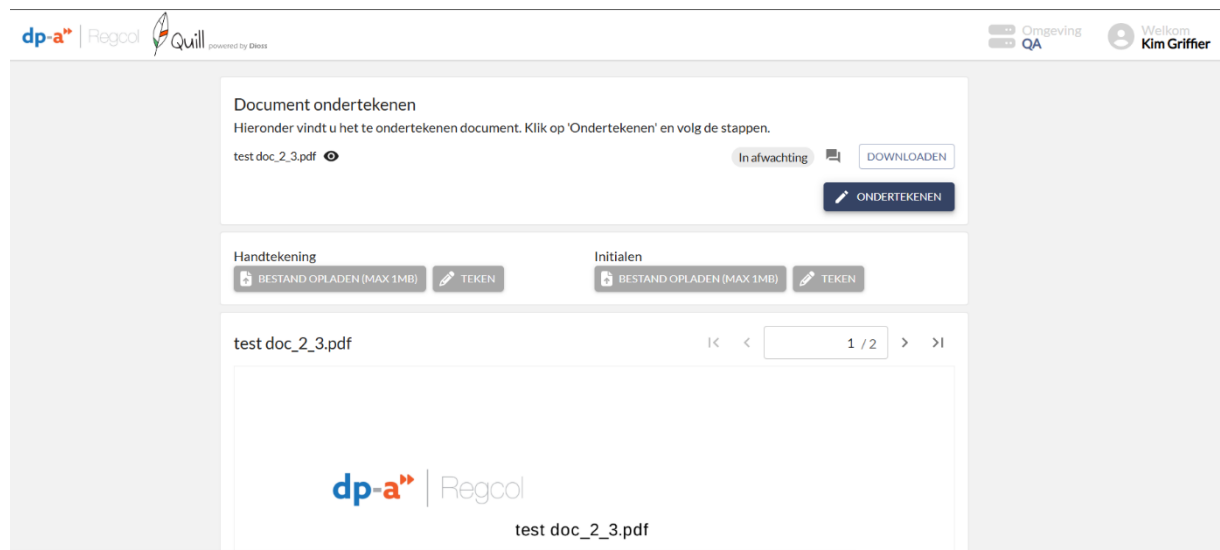 dp-a Regcol Quill powered by Dioss
Omgeving
QA
Welkom
Kim Griffier
Document ondertekenen
Hieronder vindt u het te ondertekenen document. Klik op 'Ondertekenen' en volg de stappen.
test doc_2_3.pdf
In afwachting
DOWNLOADEN
ONDERTEKENEN
Handtekening
BESTAND OPLADEN (MAX 1MB)
TEKEN
Initialen
BESTAND OPLADEN (MAX 1MB)
TEKEN
test doc_2_3.pdf
1 / 2
dp-a Regcol
test doc_2_3.pdf